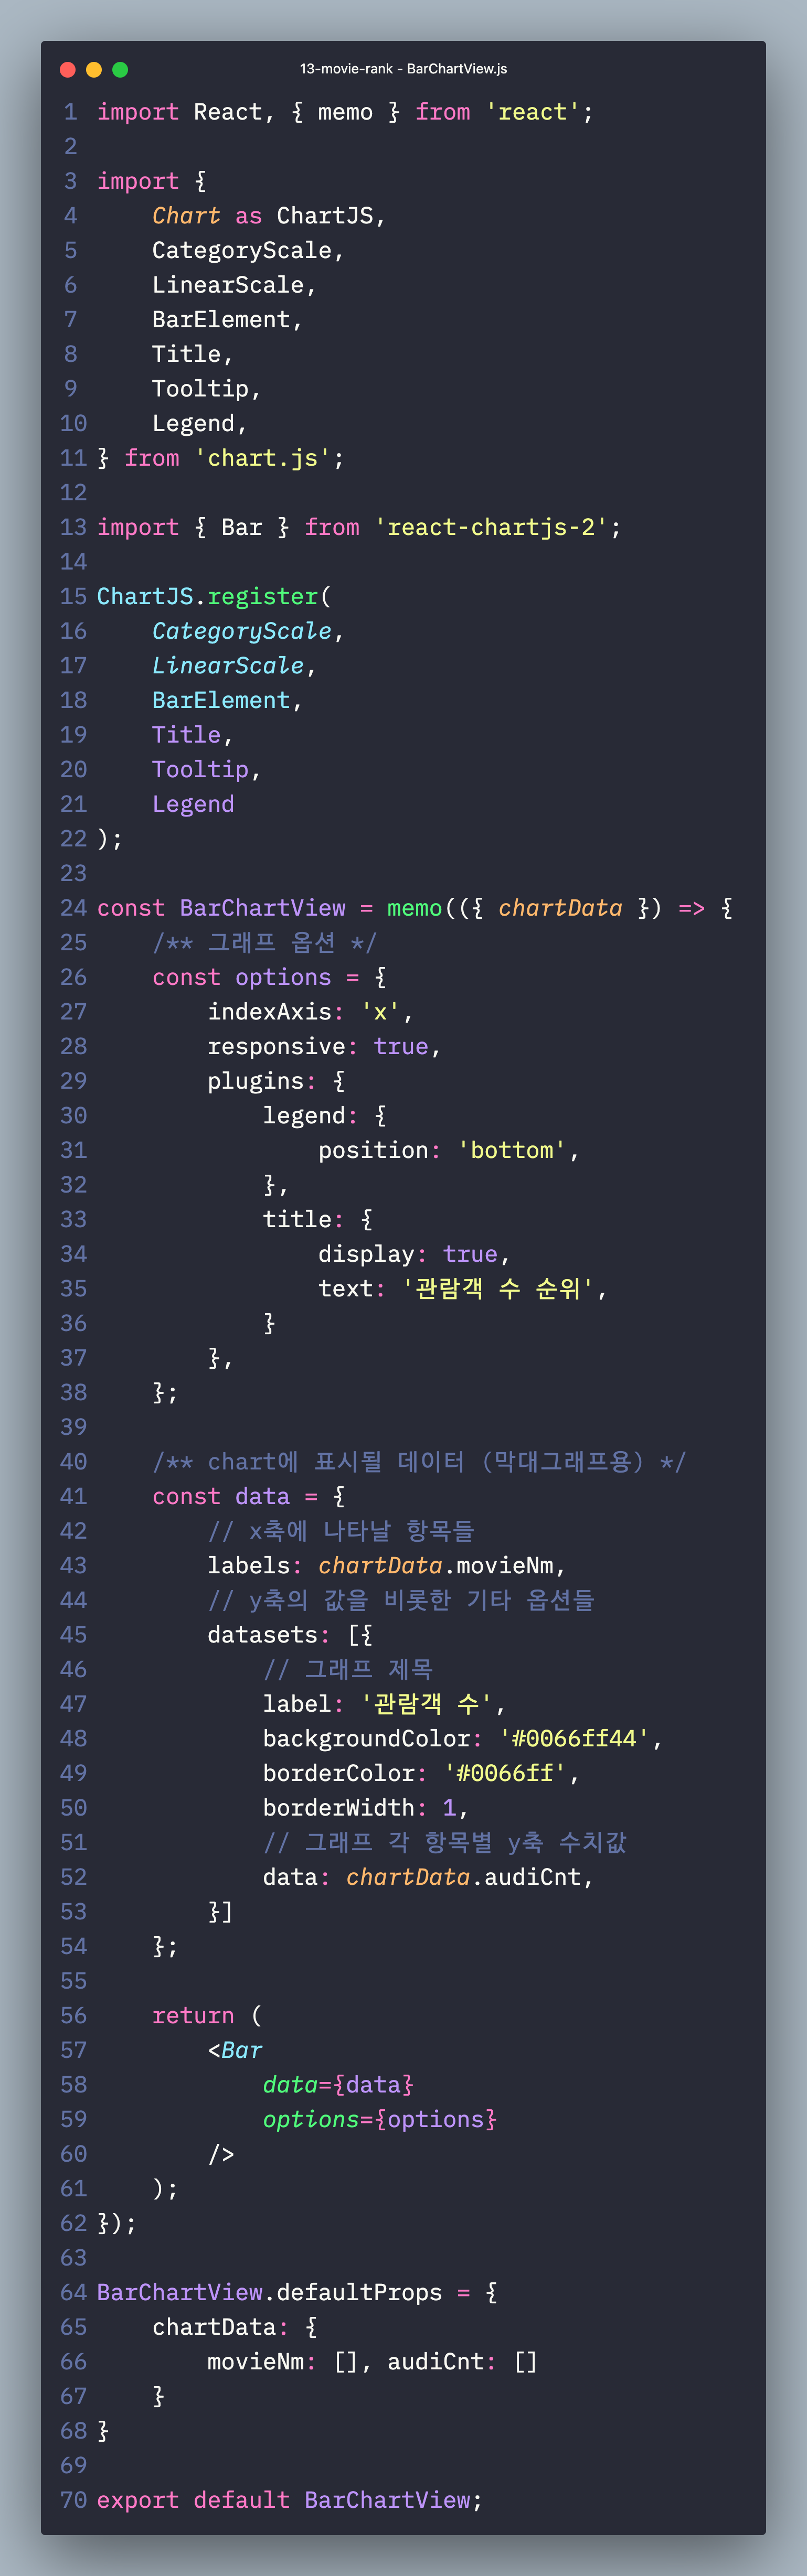 13-movie-rank - BarChartView.js
1 import React, { memo } from 'react';
2
3 import {
4     Chart as ChartJS,
5     CategoryScale,
6     LinearScale,
7     BarElement,
8     Title,
9     Tooltip,
10     Legend,
11 } from 'chart.js';
12
13 import { Bar } from 'react-chartjs-2';
14
15 ChartJS.register(
16     CategoryScale,
17     LinearScale,
18     BarElement,
19     Title,
20     Tooltip,
21     Legend
22 );
23
24 const BarChartView = memo(({ chartData }) => {
25     /** 그래프 옵션 */
26     const options = {
27         indexAxis: 'x',
28         responsive: true,
29         plugins: {
30             legend: {
31                 position: 'bottom',
32             },
33             title: {
34                 display: true,
35                 text: '관람객 수 순위',
36             }
37         },
38     };
39
40     /** chart에 표시될 데이터 (막대그래프용) */
41     const data = {
42         // x축에 나타날 항목들
43         labels: chartData.movieNm,
44         // y축의 값을 비롯한 기타 옵션들
45         datasets: [{
46             // 그래프 제목
47             label: '관람객 수',
48             backgroundColor: '#0066ff44',
49             borderColor: '#0066ff',
50             borderWidth: 1,
51             // 그래프 각 항목별 y축 수치값
52             data: chartData.audiCnt,
53         }]
54     };
55
56     return (
57         <Bar
58             data={data}
59             options={options}
60         />
61     );
62 });
63
64 BarChartView.defaultProps = {
65     chartData: {
66         movieNm: [], audiCnt: []
67     }
68 }
69
70 export default BarChartView;